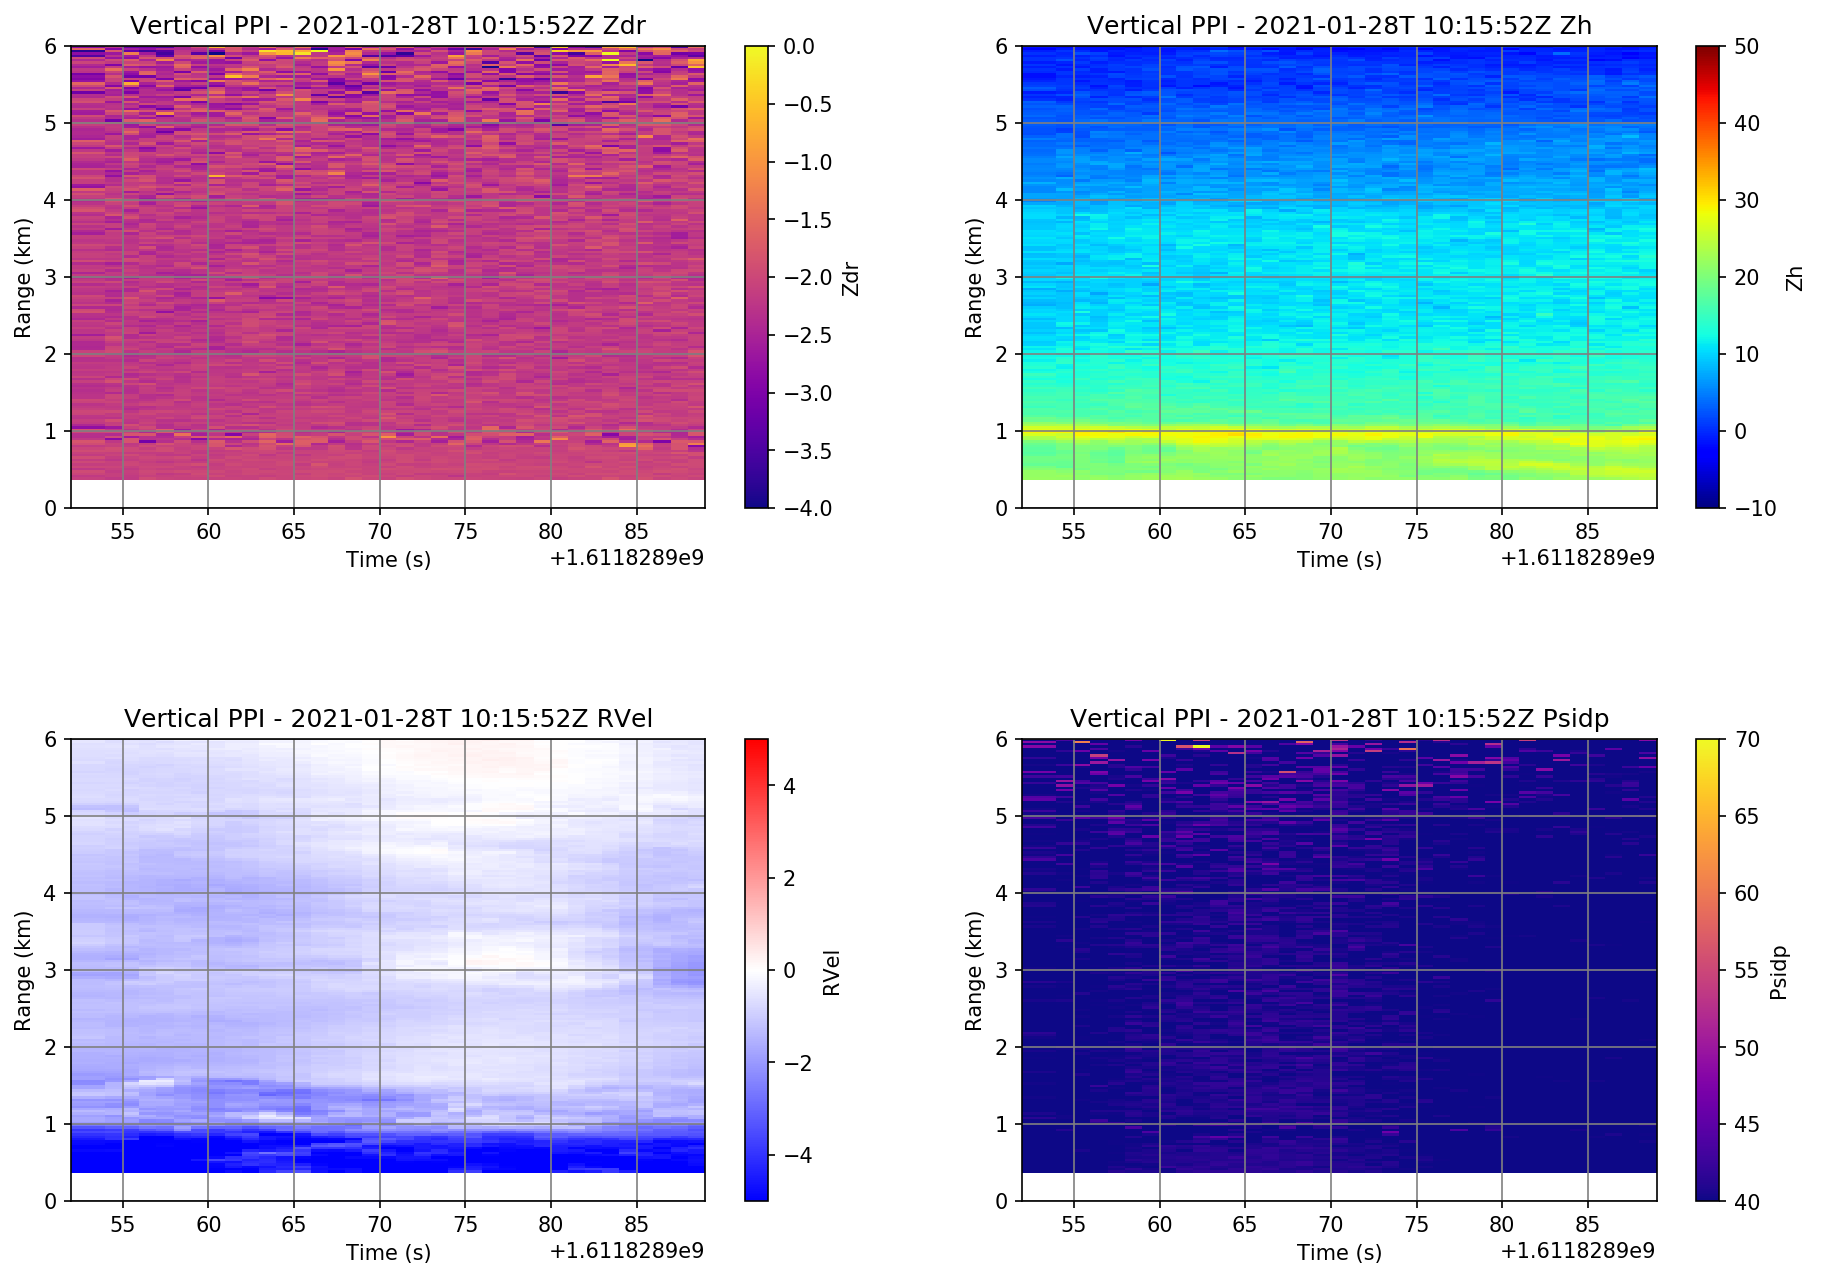 Vertical PPI - 2021-01-28T 10:15:52Z Zdr
6
5
4
3
2
1
0
Range (km)
55 60 65 70 75 80 85
Time (s)
+1.6118289e9
0.0
−0.5
−1.0
−1.5
−2.0
−2.5
−3.0
−3.5
−4.0
Zdr
Vertical PPI - 2021-01-28T 10:15:52Z Zh
6
5
4
3
2
1
0
Range (km)
55 60 65 70 75 80 85
Time (s)
+1.6118289e9
50
40
30
20
10
0
−10
Zh
Vertical PPI - 2021-01-28T 10:15:52Z RVel
6
5
4
3
2
1
0
Range (km)
55 60 65 70 75 80 85
Time (s)
+1.6118289e9
4
2
0
−2
−4
RVel
Vertical PPI - 2021-01-28T 10:15:52Z Psidp
6
5
4
3
2
1
0
Range (km)
55 60 65 70 75 80 85
Time (s)
+1.6118289e9
70
65
60
55
50
45
40
Psidp